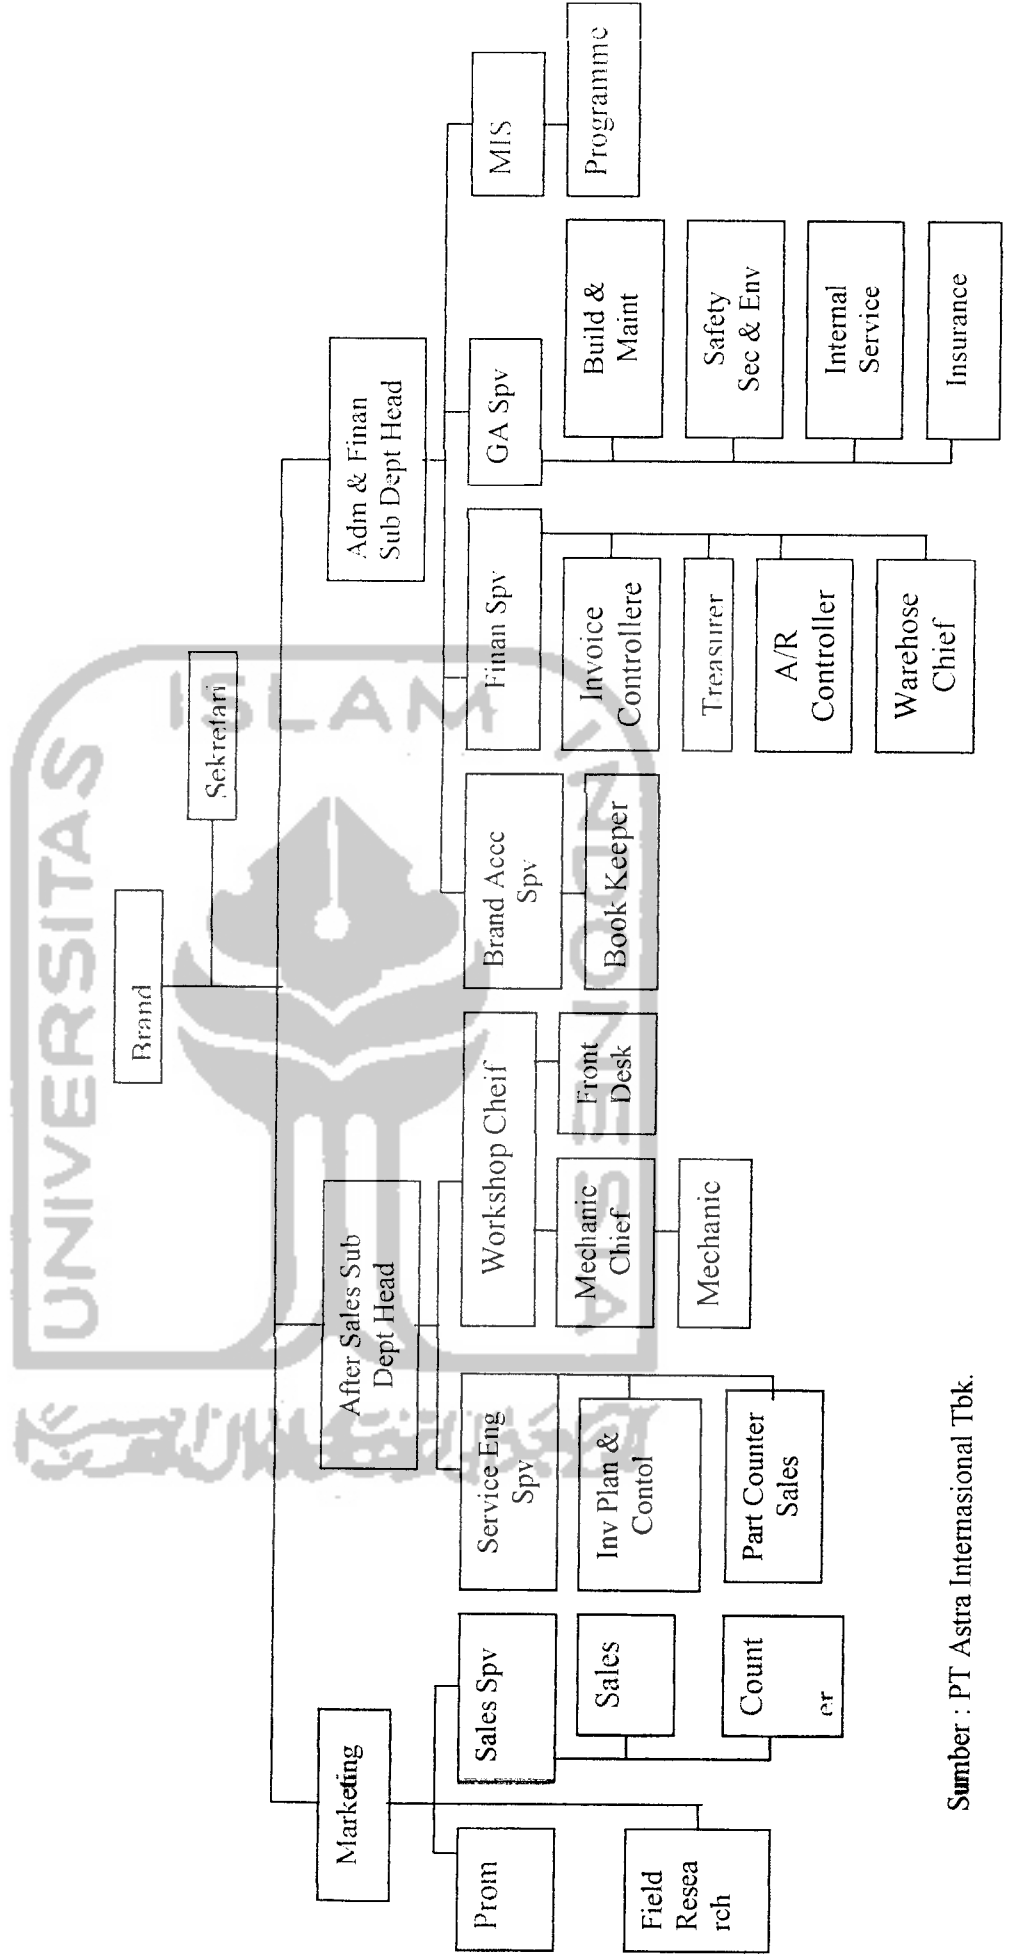 Brand
Sekretari
Marketing
After Sales Sub
Dept Head
Adm & Finan
Sub Dept Head
Prom
Sales Spv
Service Eng
Spv
Workshop Cheif
Brand Accc
Spv
Finan Spv
GA Spv
MIS
Field
Resea
rch
Sales
Count
er
Inv Plan &
Contol
Part Counter
Sales
Mechanic
Chief
Front
Desk
Mechanic
Book Keeper
Invoice
Controllere
Treasurer
A/R
Controller
Warehose
Chief
Build &
Maint
Safety
Sec & Env
Internal
Service
Insurance
Programme
Sumber : PT Astra Internasional Tbk.
UNIVERSITAS
ISLAM
INDONESIA